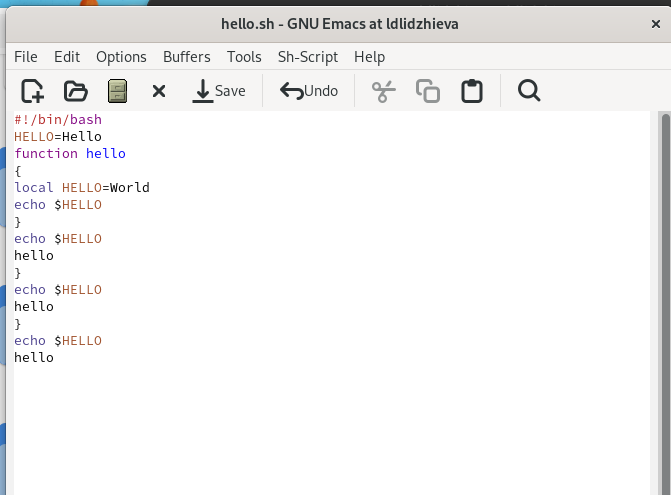 hello.sh - GNU Emacs at ldlidzhieva
File Edit Options Buffers Tools Sh-Script Help
Save Undo
#!/bin/bash
HELLO=Hello
function hello
{
local HELLO=World
echo $HELLO
}
echo $HELLO
hello
}
echo $HELLO
hello
}
echo $HELLO
hello